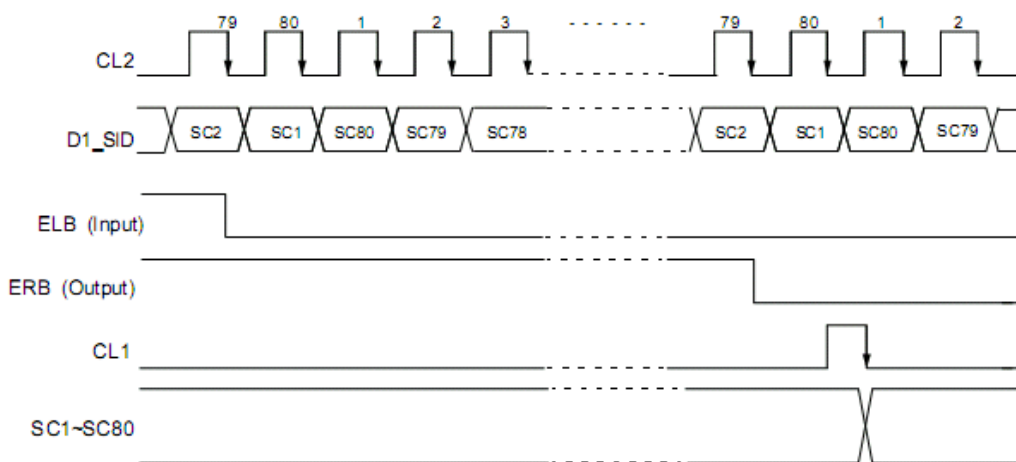 79 80 1 2 3 79 80 1 2
CL2
D1_SID SC2 SC1 SC80 SC79 SC78 SC2 SC1 SC80 SC79
ELB (Input)
ERB (Output)
CL1
SC1~SC80